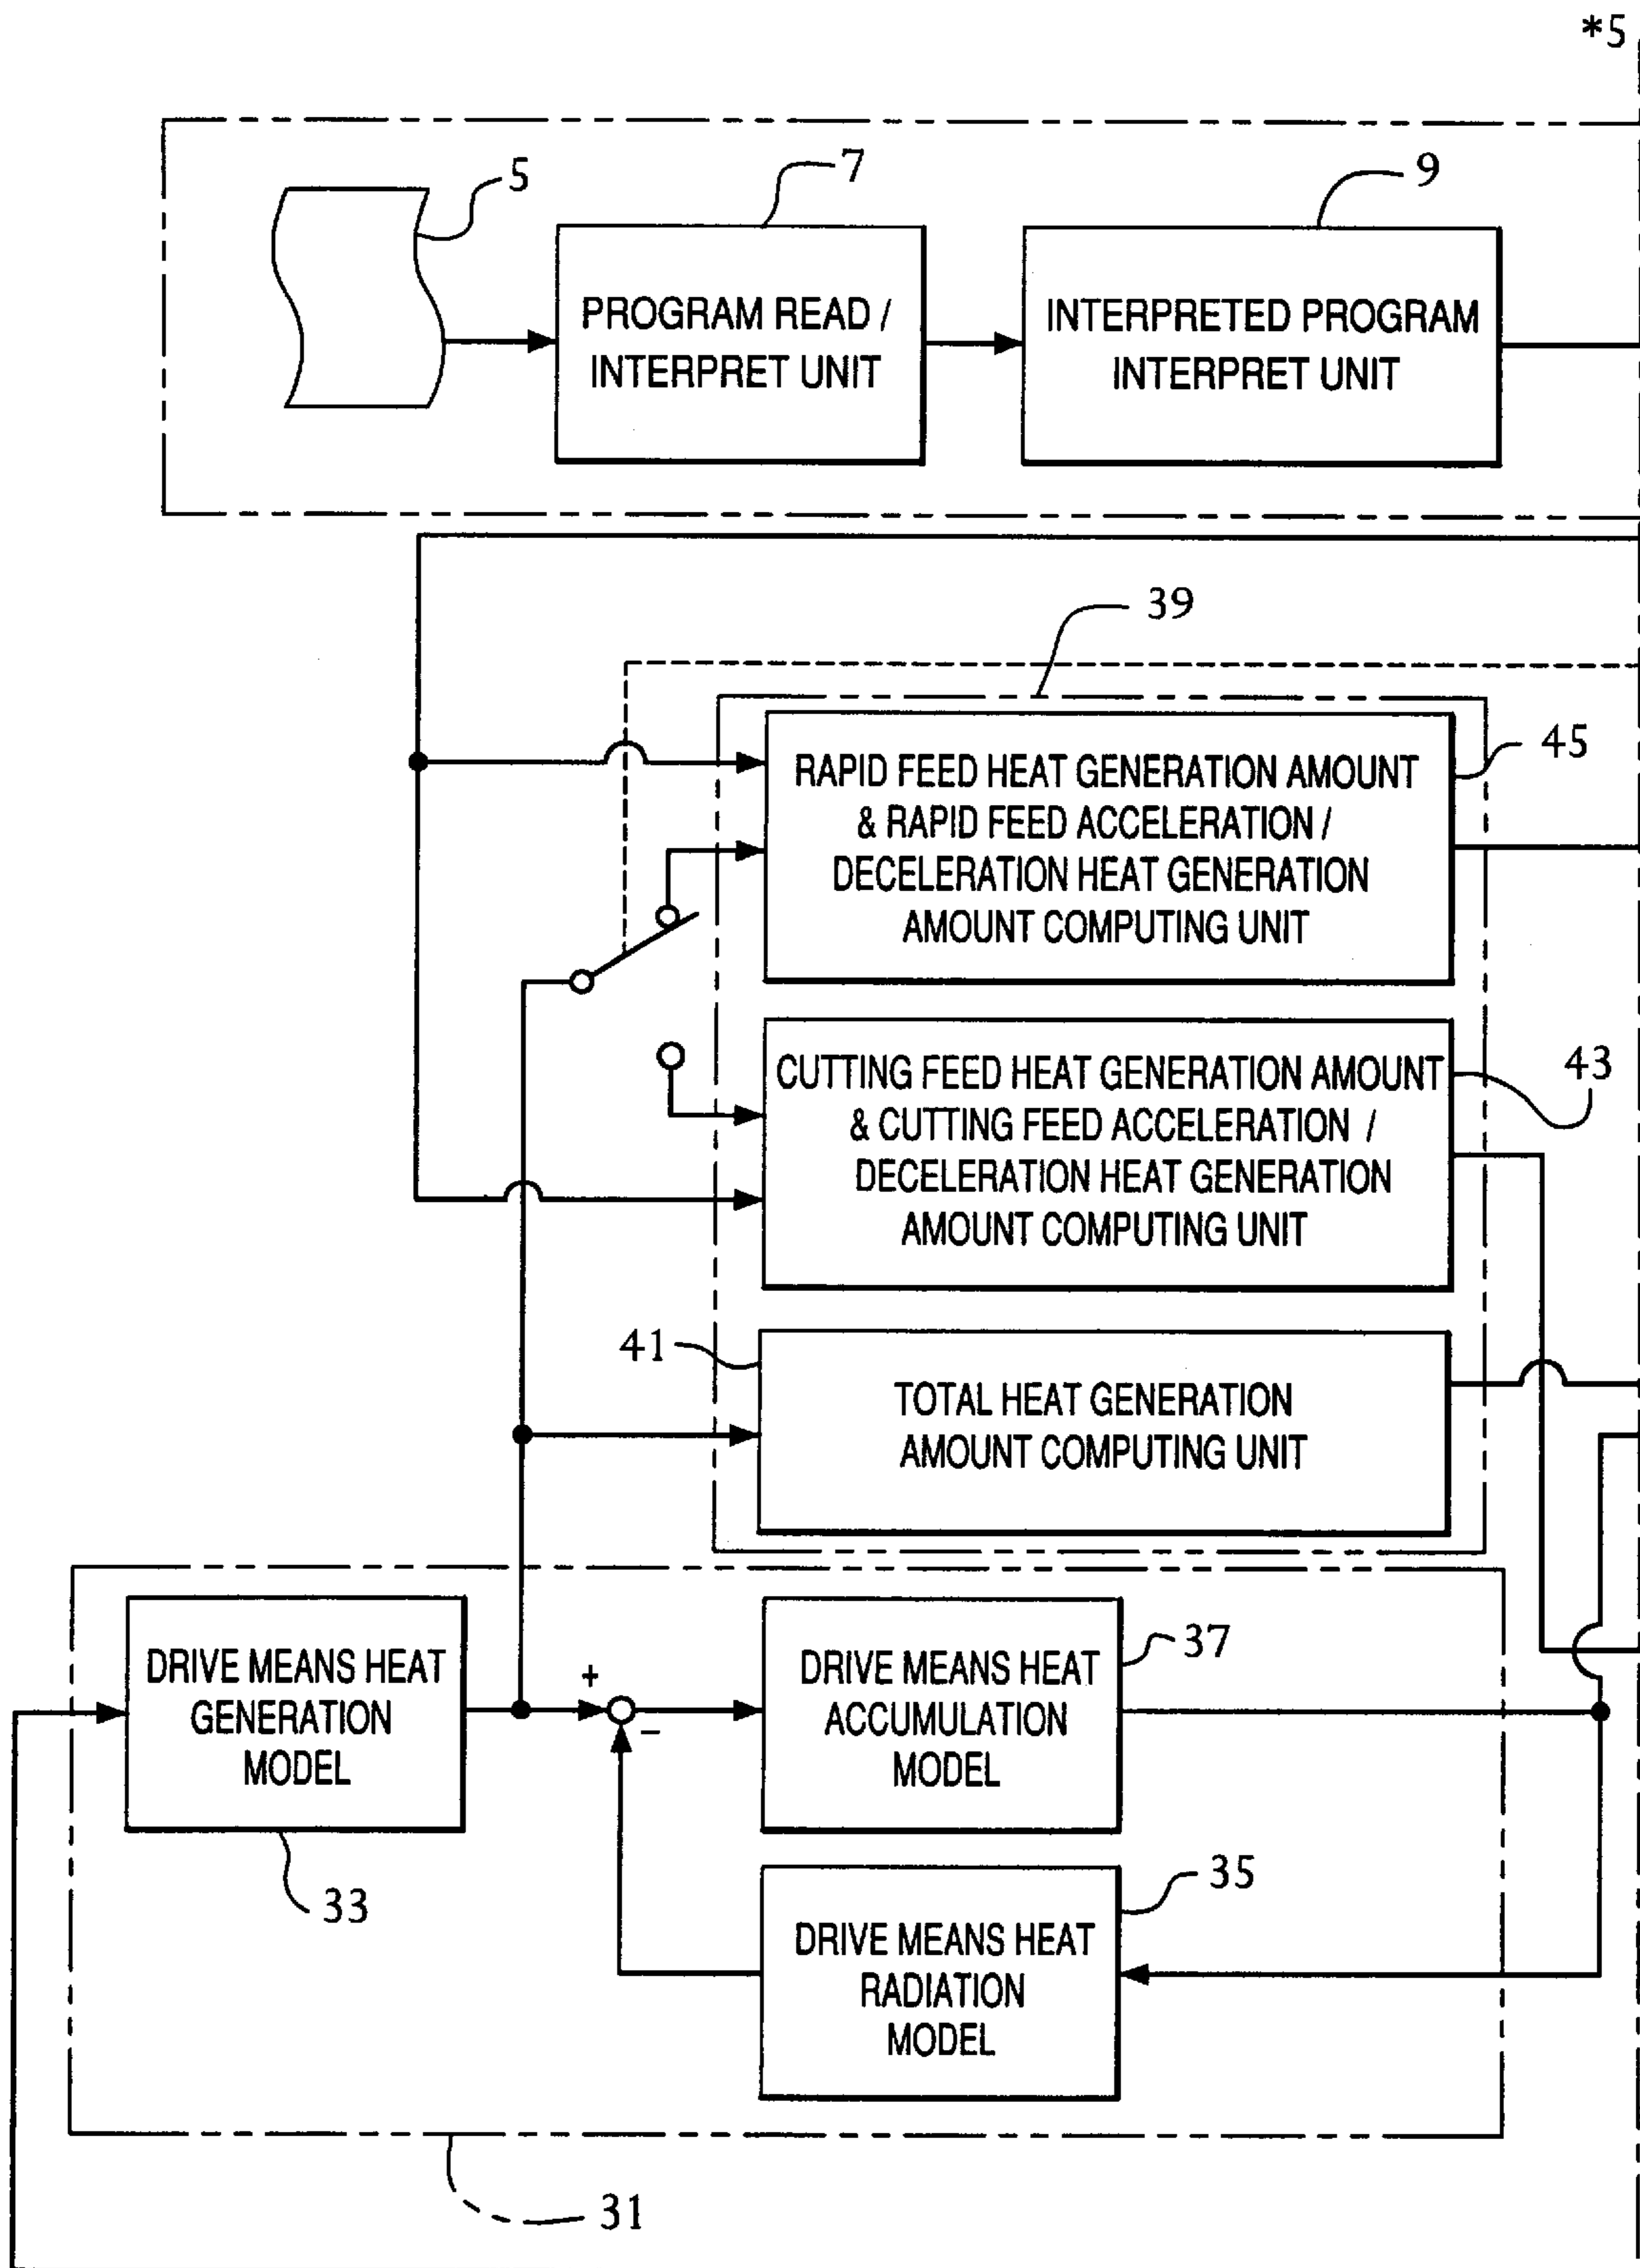 *5
5
7
9
PROGRAM READ /
INTERPRET UNIT
INTERPRETED PROGRAM
INTERPRET UNIT
39
45
RAPID FEED HEAT GENERATION AMOUNT
& RAPID FEED ACCELERATION /
DECELERATION HEAT GENERATION
AMOUNT COMPUTING UNIT
43
CUTTING FEED HEAT GENERATION AMOUNT
& CUTTING FEED ACCELERATION /
DECELERATION HEAT GENERATION
AMOUNT COMPUTING UNIT
41
TOTAL HEAT GENERATION
AMOUNT COMPUTING UNIT
DRIVE MEANS HEAT
GENERATION
MODEL
33
+
−
DRIVE MEANS HEAT
ACCUMULATION
MODEL
37
35
DRIVE MEANS HEAT
RADIATION
MODEL
31